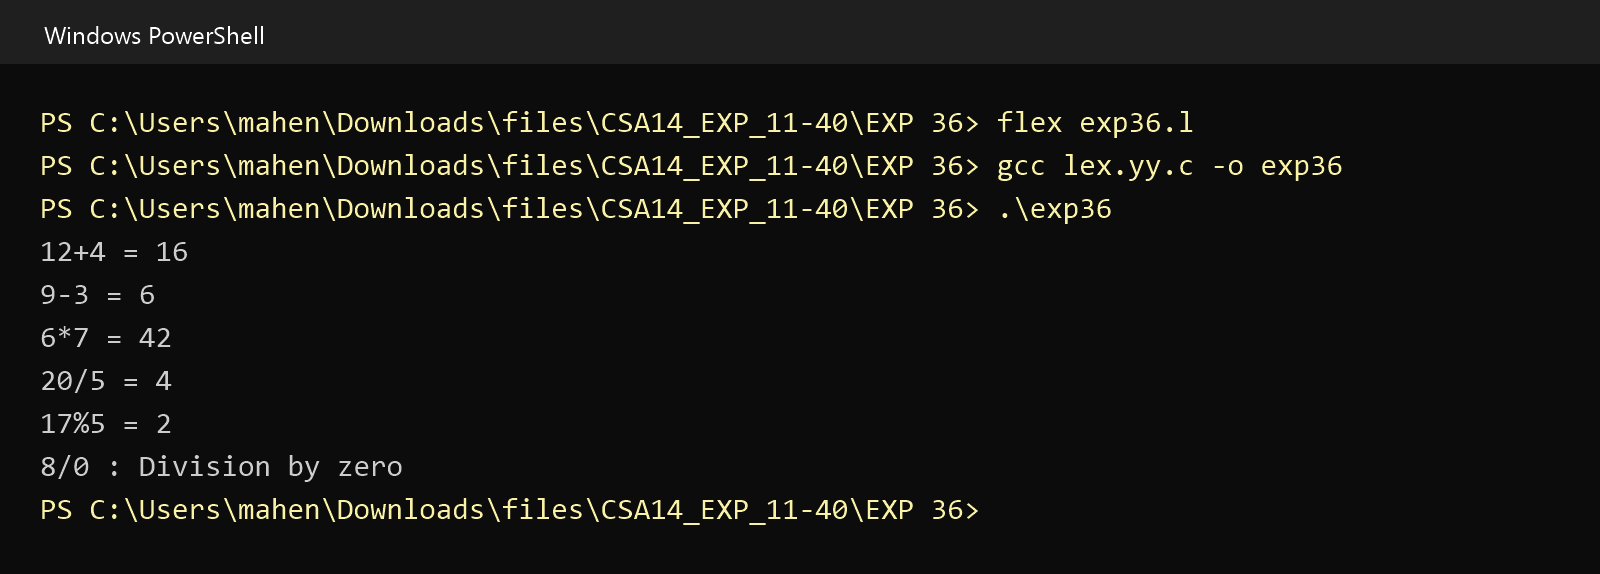 Windows PowerShell
PS C:\Users\mahen\Downloads\files\CSA14_EXP_11-40\EXP 36> flex exp36.l
PS C:\Users\mahen\Downloads\files\CSA14_EXP_11-40\EXP 36> gcc lex.yy.c -o exp36
PS C:\Users\mahen\Downloads\files\CSA14_EXP_11-40\EXP 36> .\exp36
12+4 = 16
9-3 = 6
6*7 = 42
20/5 = 4
17%5 = 2
8/0 : Division by zero
PS C:\Users\mahen\Downloads\files\CSA14_EXP_11-40\EXP 36>